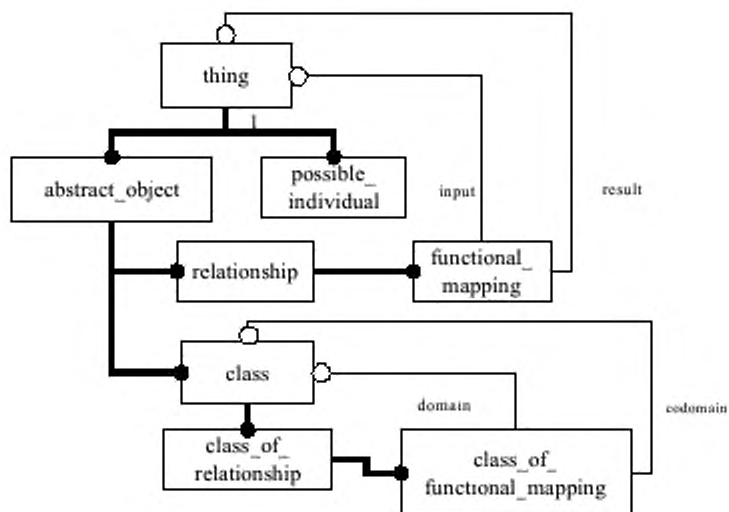 thing
1
abstract_object
possible_
individual
input
result
relationship
functional_
mapping
class
domain
codomain
class_of_
relationship
class_of_
functional_mapping